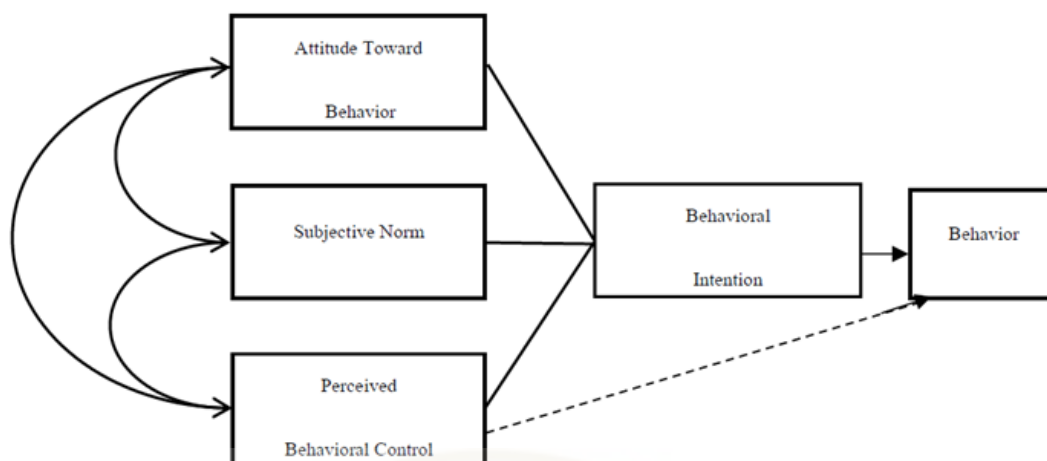 Attitude Toward
Behavior
Subjective Norm
Behavioral
Intention
Behavior
Perceived
Behavioral Control